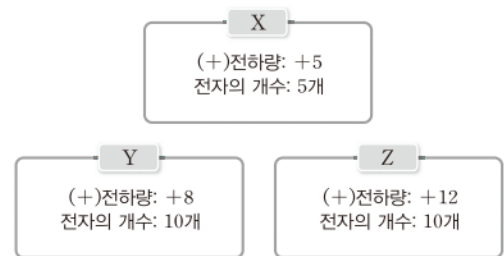 X
(+)전하량: +5
전자의 개수: 5개
Y
(+)전하량: +8
전자의 개수: 10개
Z
(+)전하량: +12
전자의 개수: 10개